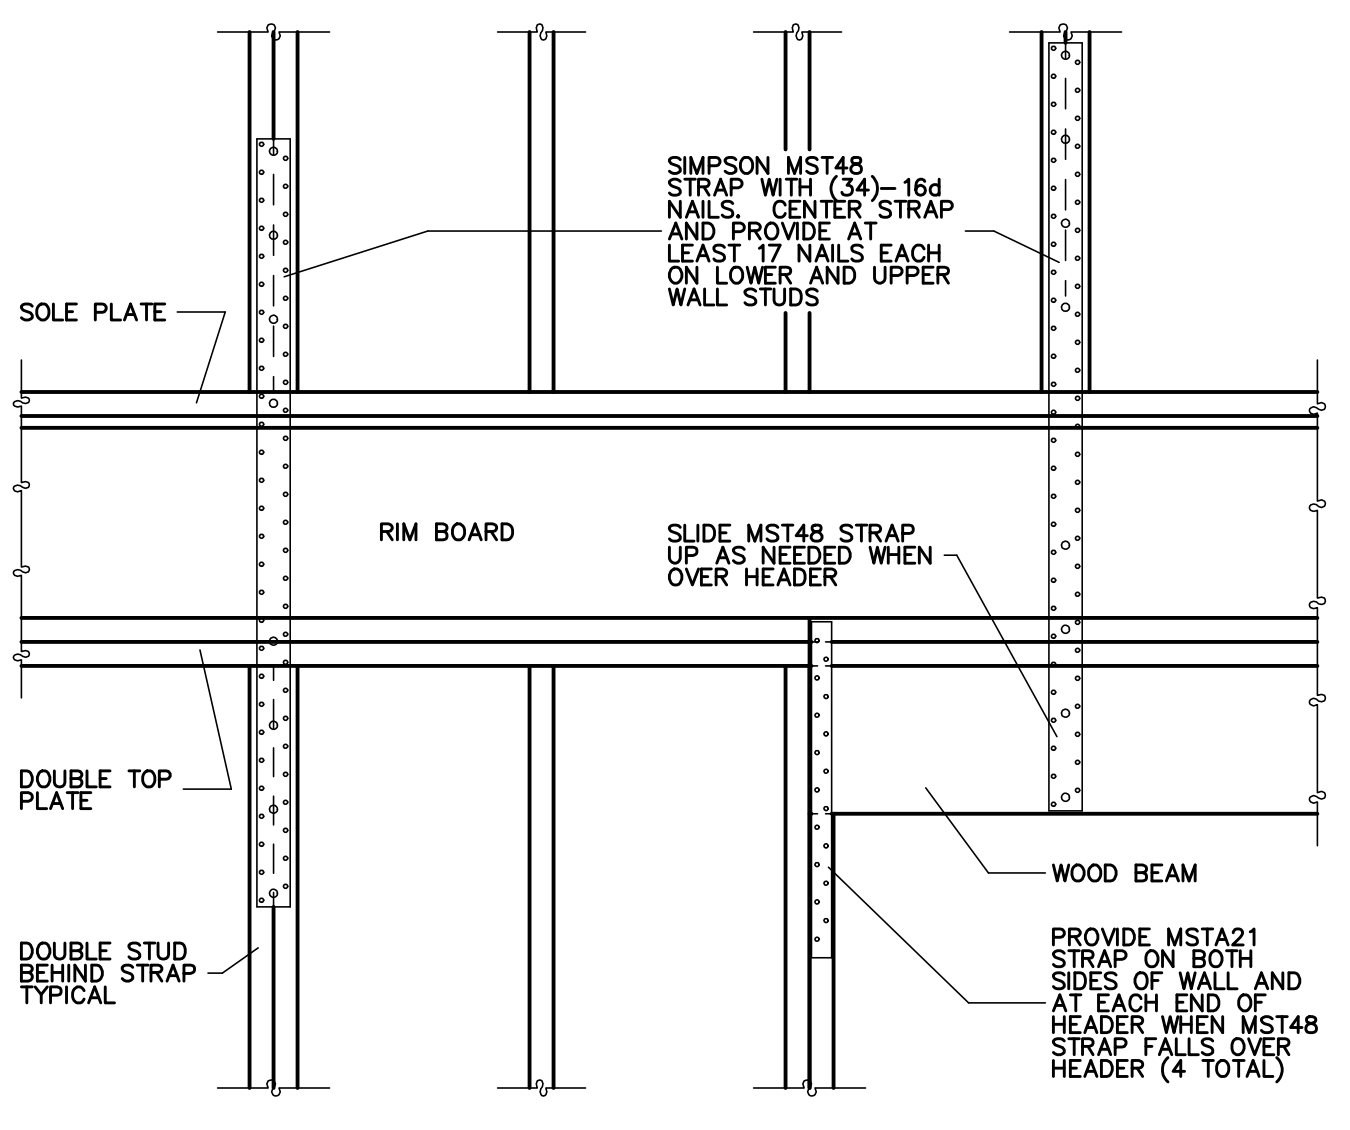 SIMPSON MST48
STRAP WITH (34)-16d
NAILS. CENTER STRAP
AND PROVIDE AT
LEAST 17 NAILS EACH
ON LOWER AND UPPER
WALL STUDS
SOLE PLATE
RIM BOARD
SLIDE MST48 STRAP
UP AS NEEDED WHEN
OVER HEADER
DOUBLE TOP
PLATE
WOOD BEAM
DOUBLE STUD
BEHIND STRAP
TYPICAL
PROVIDE MSTA21
STRAP ON BOTH
SIDES OF WALL AND
AT EACH END OF
HEADER WHEN MST48
STRAP FALLS OVER
HEADER (4 TOTAL)